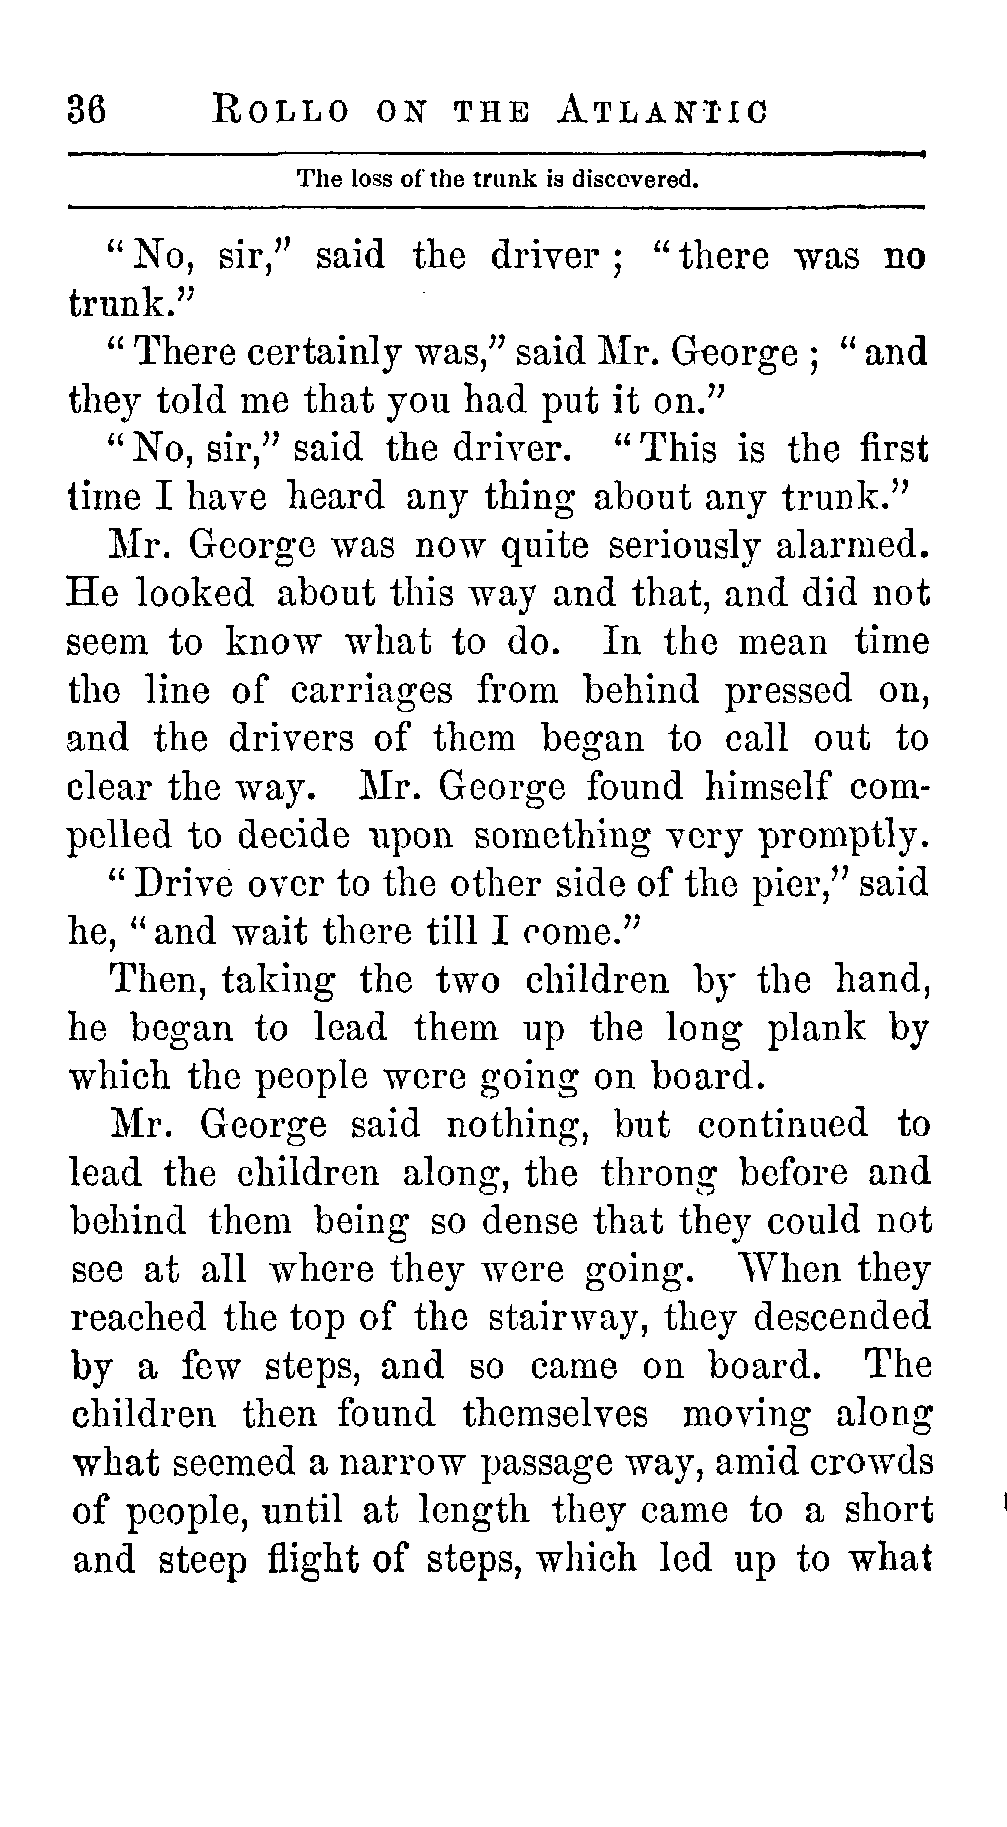 36 ROLLO ON THE ATLANTIC
The loss of the trunk is discovered.
“No, sir,” said the driver; “there was no
trunk.”
“There certainly was,” said Mr. George; “and
they told me that you had put it on.”
“No, sir,” said the driver. “This is the first
time I have heard any thing about any trunk.”
Mr. George was now quite seriously alarmed.
He looked about this way and that, and did not
seem to know what to do. In the mean time
the line of carriages from behind pressed on,
and the drivers of them began to call out to
clear the way. Mr. George found himself com-
pelled to decide upon something very promptly.
“Drive over to the other side of the pier,” said
he, “and wait there till I come.”
Then, taking the two children by the hand,
he began to lead them up the long plank by
which the people were going on board.
Mr. George said nothing, but continued to
lead the children along, the throng before and
behind them being so dense that they could not
see at all where they were going. When they
reached the top of the stairway, they descended
by a few steps, and so came on board. The
children then found themselves moving along
what seemed a narrow passage way, amid crowds
of people, until at length they came to a short
and steep flight of steps, which led up to what